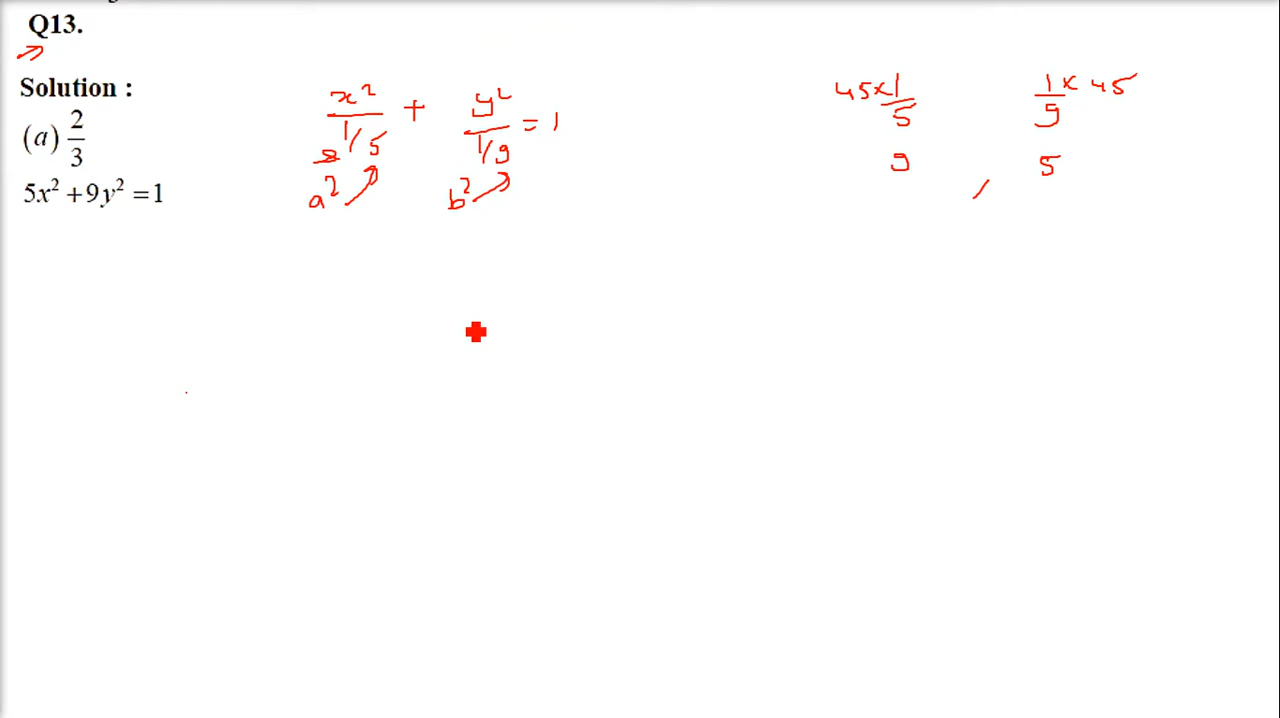 Q13.
Solution :
(a) 2/3
5x² + 9y² = 1
x²/(1/5) + y²/(1/9) = 1
a² b²
45×1/5 1/9×45
9 , 5